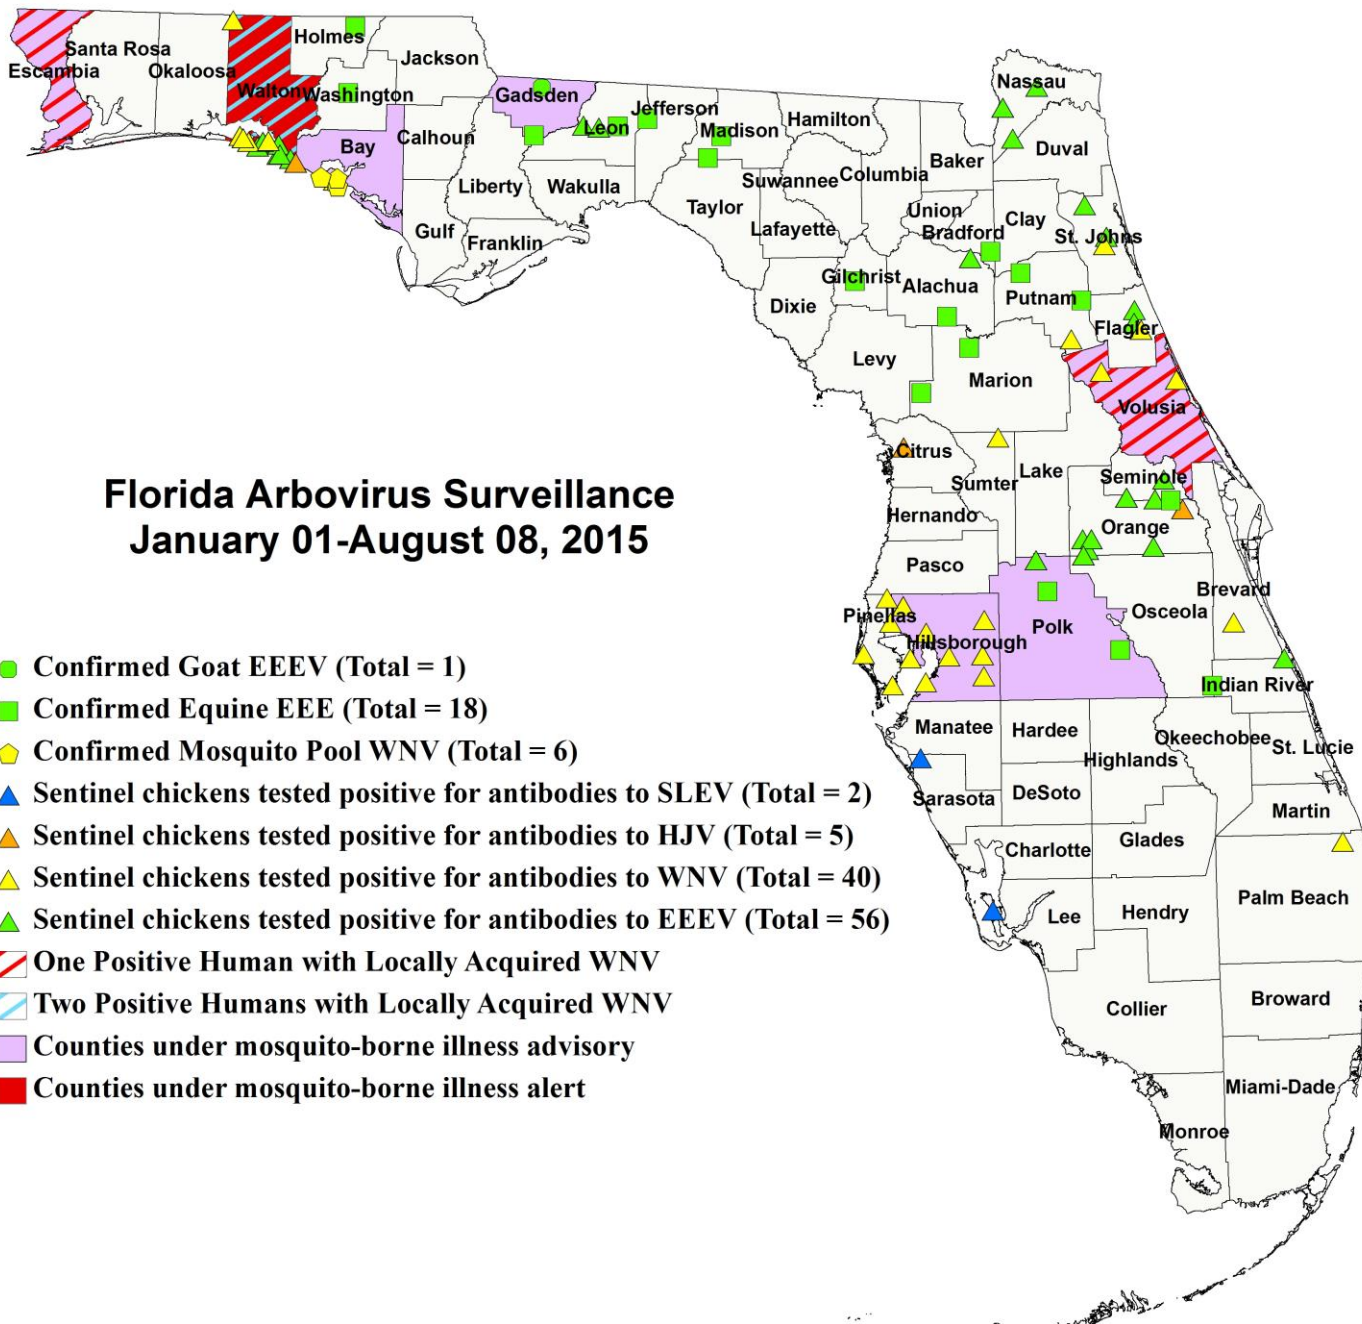 Escambia
Santa Rosa
Okaloosa
Walton
Holmes
Washington
Jackson
Bay
Calhoun
Gulf
Gadsden
Liberty
Franklin
Leon
Wakulla
Jefferson
Madison
Taylor
Hamilton
Suwannee
Lafayette
Columbia
Baker
Nassau
Duval
Union
Bradford
Clay
St. Johns
Gilchrist
Alachua
Putnam
Dixie
Flagler
Levy
Marion
Volusia
Citrus
Sumter
Lake
Seminole
Hernando
Orange
Pasco
Brevard
Osceola
Pinellas
Hillsborough
Polk
Indian River
Manatee
Hardee
Okeechobee
St. Lucie
Highlands
Sarasota
DeSoto
Martin
Charlotte
Glades
Palm Beach
Lee
Hendry
Collier
Broward
Miami-Dade
Monroe
Florida Arbovirus Surveillance
January 01-August 08, 2015
Confirmed Goat EEEV (Total = 1)
Confirmed Equine EEE (Total = 18)
Confirmed Mosquito Pool WNV (Total = 6)
Sentinel chickens tested positive for antibodies to SLEV (Total = 2)
Sentinel chickens tested positive for antibodies to HJV (Total = 5)
Sentinel chickens tested positive for antibodies to WNV (Total = 40)
Sentinel chickens tested positive for antibodies to EEEV (Total = 56)
One Positive Human with Locally Acquired WNV
Two Positive Humans with Locally Acquired WNV
Counties under mosquito-borne illness advisory
Counties under mosquito-borne illness alert